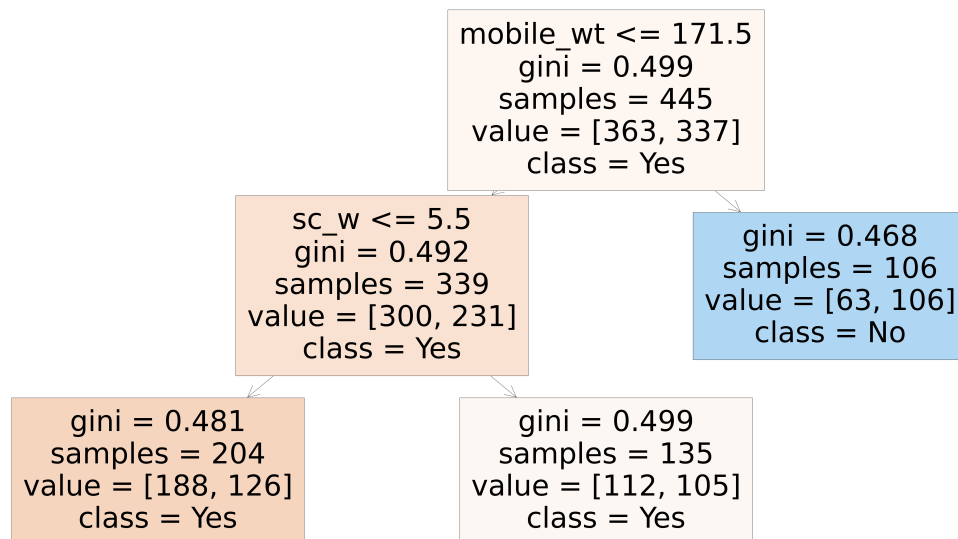 mobile_wt <= 171.5
gini = 0.499
samples = 445
value = [363, 337]
class = Yes
sc_w <= 5.5
gini = 0.492
samples = 339
value = [300, 231]
class = Yes
gini = 0.468
samples = 106
value = [63, 106]
class = No
gini = 0.481
samples = 204
value = [188, 126]
class = Yes
gini = 0.499
samples = 135
value = [112, 105]
class = Yes